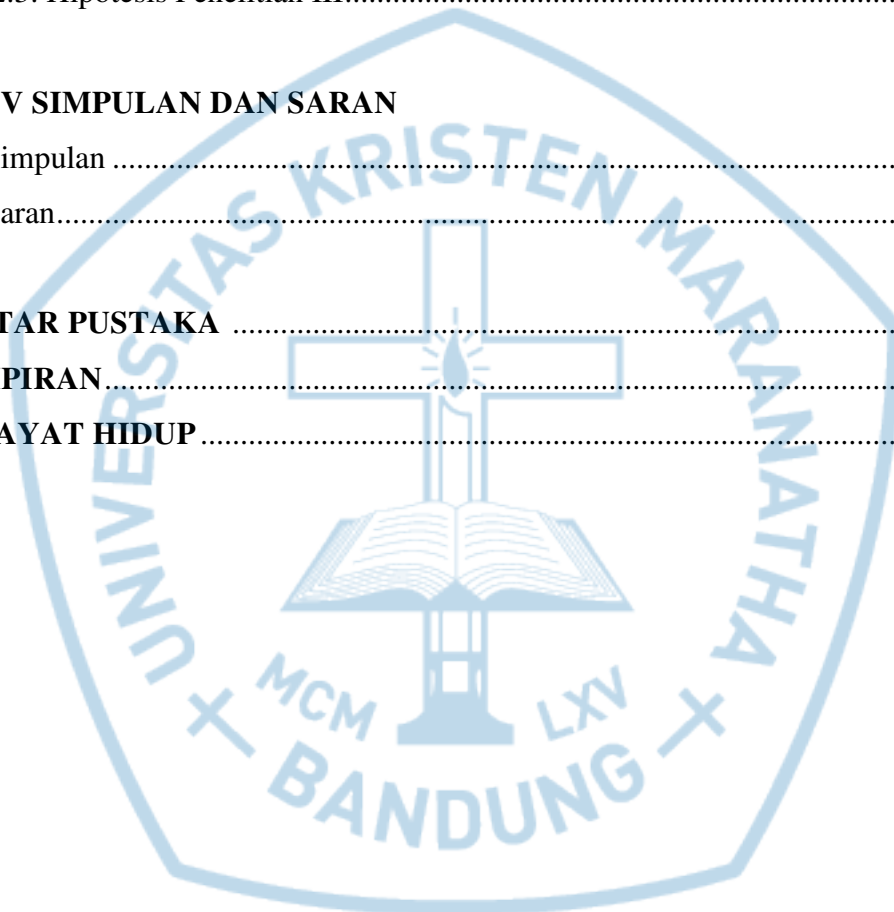 .3. Hipotesis Penelitian III..........................................................................
V SIMPULAN DAN SARAN
impulan ..........................................................................
aran..........................................................................
TAR PUSTAKA ..........................................................................
PIRAN..........................................................................
AYAT HIDUP..........................................................................
UNIVERSITAS KRISTEN MARANATHA
MCM LXV
BANDUNG